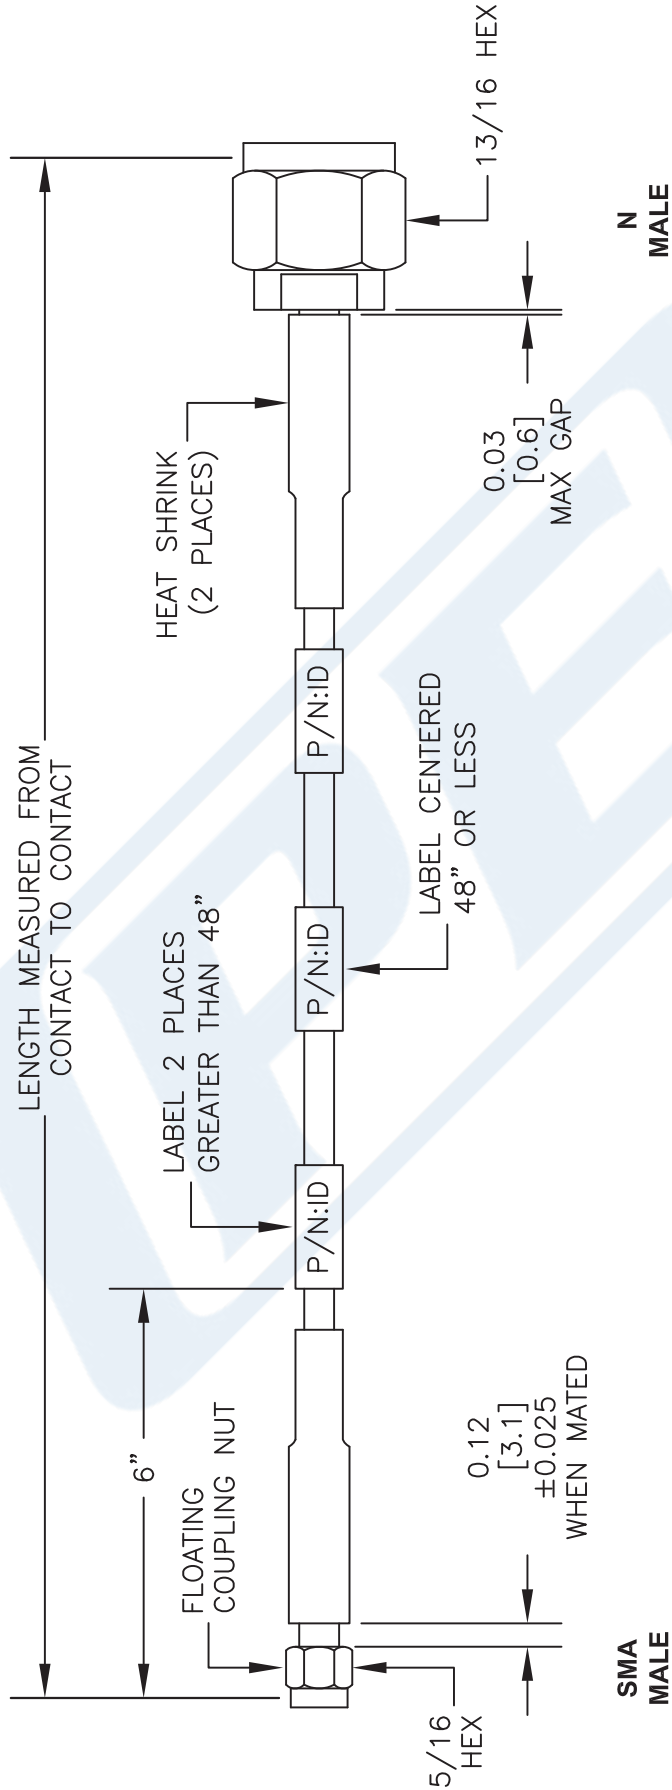 LENGTH MEASURED FROM
CONTACT TO CONTACT
6”
FLOATING
COUPLING NUT
LABEL 2 PLACES
GREATER THAN 48”
HEAT SHRINK
(2 PLACES)
P/N:ID
P/N:ID
P/N:ID
5/16
HEX
0.12
[3.1]
±0.025
WHEN MATED
LABEL CENTERED
48” OR LESS
0.03
[0.6]
MAX GAP
13/16 HEX
SMA
MALE
N
MALE
PE